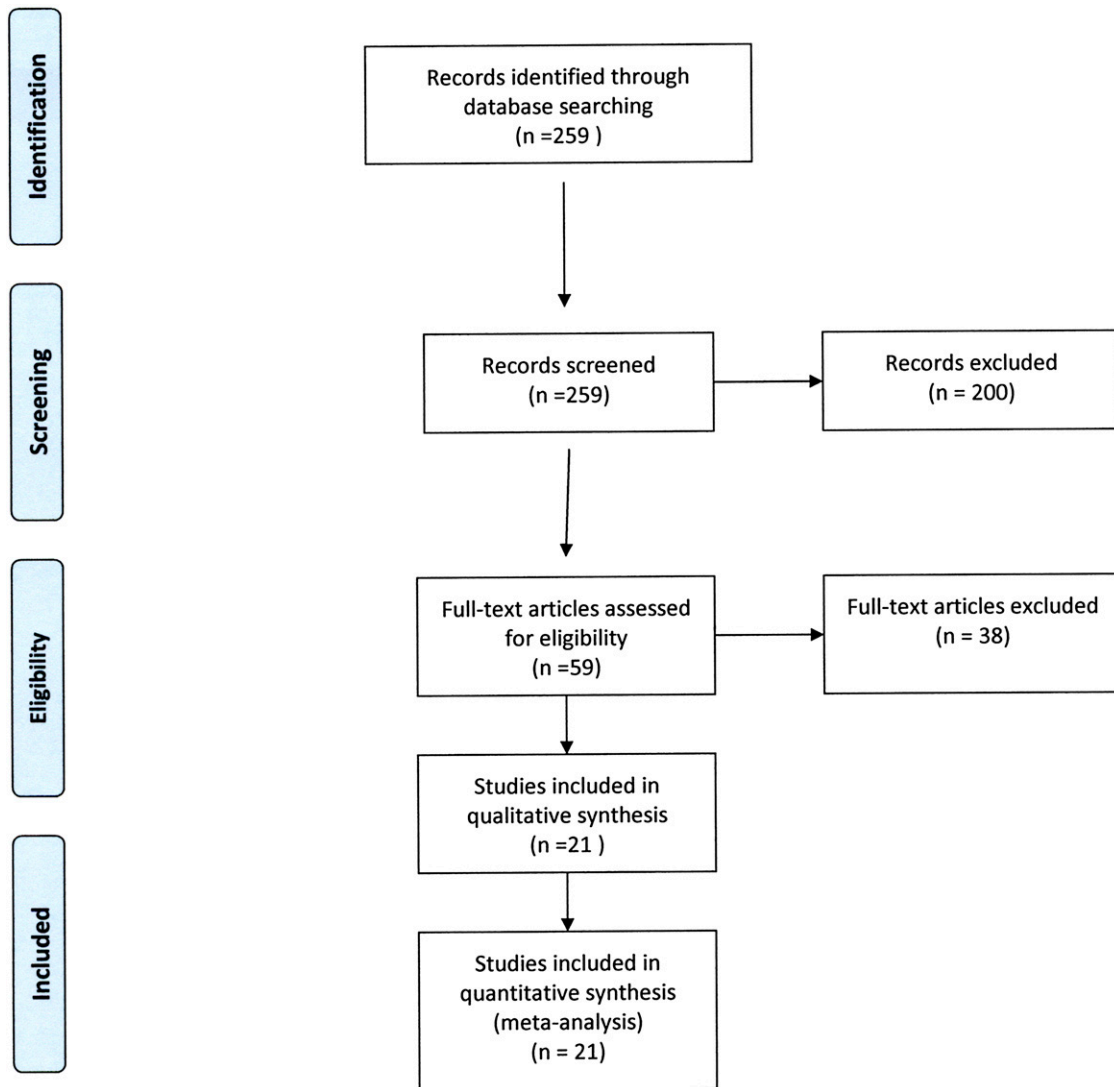 Identification
Records identified through
database searching
(n =259 )
Screening
Records screened
(n =259)
Records excluded
(n = 200)
Eligibility
Full-text articles assessed
for eligibility
(n =59)
Full-text articles excluded
(n = 38)
Studies included in
qualitative synthesis
(n =21 )
Included
Studies included in
quantitative synthesis
(meta-analysis)
(n = 21)